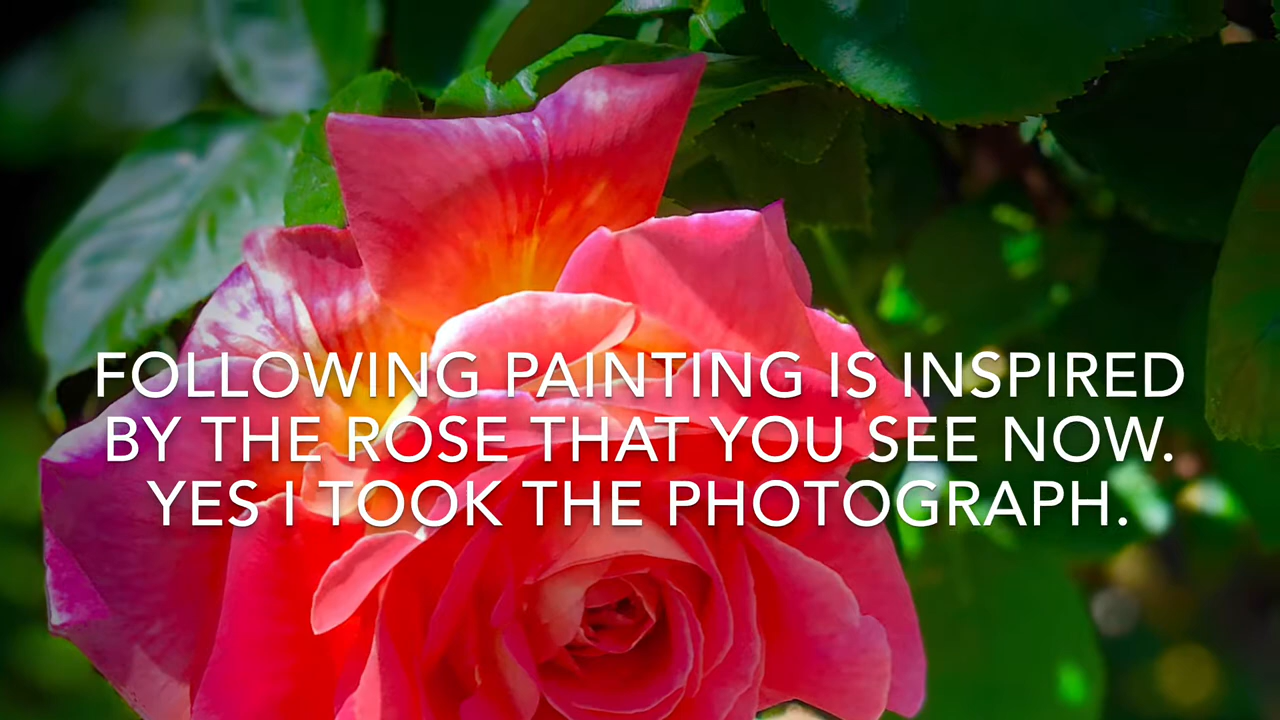 FOLLOWING PAINTING IS INSPIRED
BY THE ROSE THAT YOU SEE NOW.
YES I TOOK THE PHOTOGRAPH.